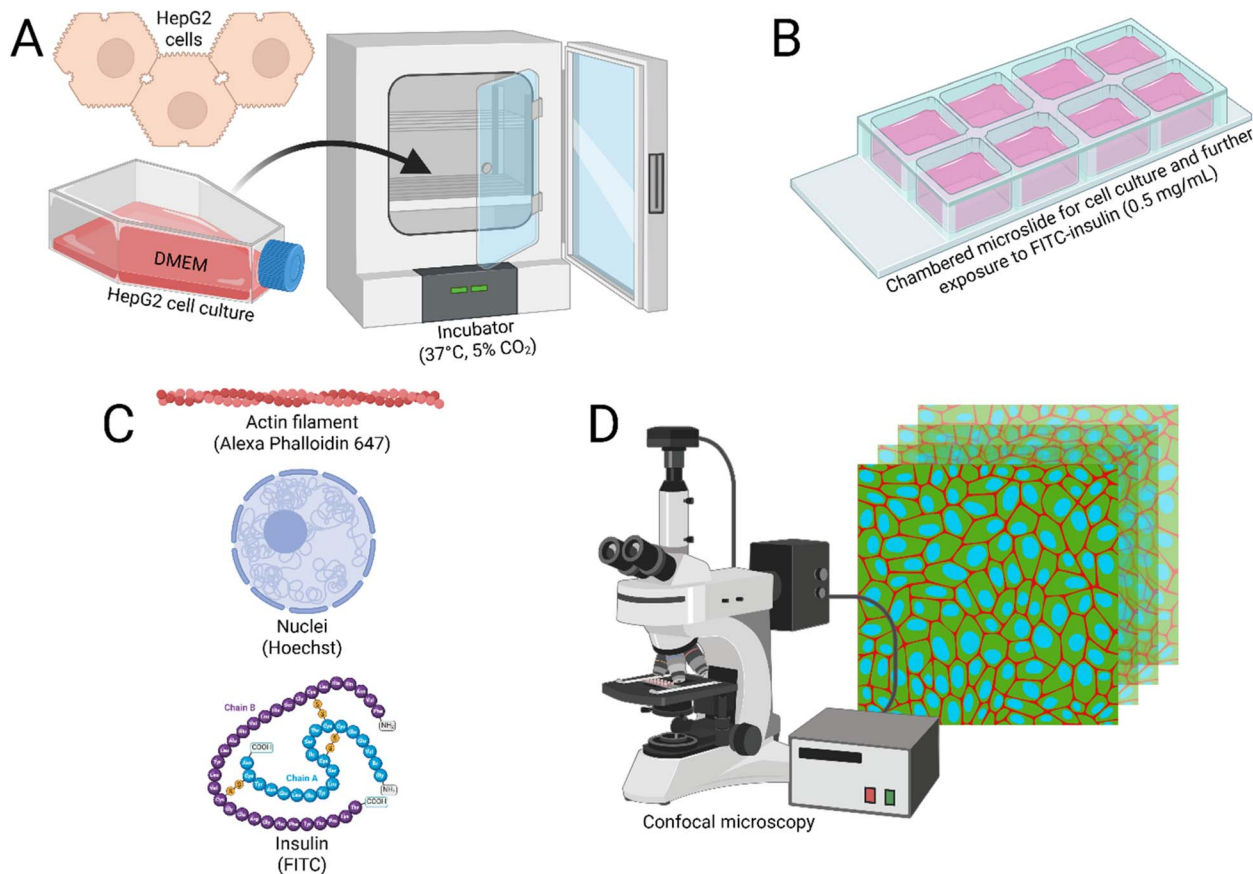 A
HepG2
cells
DMEM
HepG2 cell culture
Incubator
(37°C, 5% CO₂)
B
Chambered microslide for cell culture and further
exposure to FITC-insulin (0.5 mg/mL)
C
Actin filament
(Alexa Phalloidin 647)
Nuclei
(Hoechst)
Chain B
NH₂
COOH
Chain A
NH₂
COOH
Insulin
(FITC)
D
Confocal microscopy